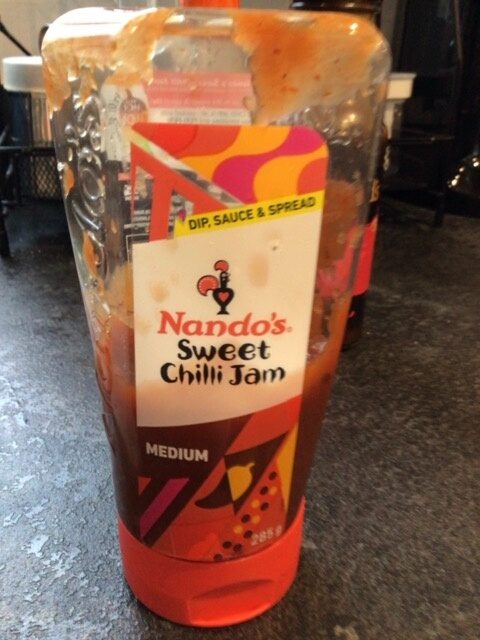 DIP, SAUCE & SPREAD
Nando's
Sweet
Chilli Jam
MEDIUM
285 g